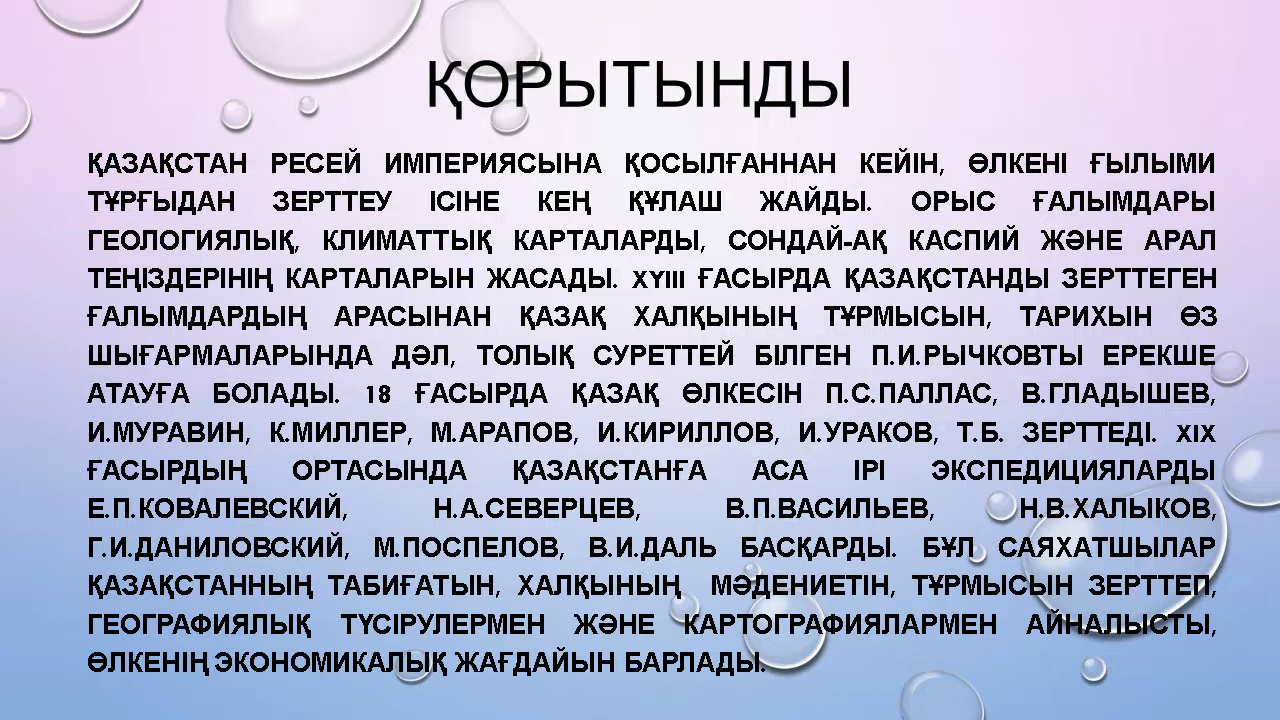 ҚОРЫТЫНДЫ
ҚАЗАҚСТАН РЕСЕЙ ИМПЕРИЯСЫНА ҚОСЫЛҒАННАН КЕЙІН, ӨЛКЕНІ ҒЫЛЫМИ
ТҰРҒЫДАН ЗЕРТТЕУ ІСІНЕ КЕҢ ҚҰЛАШ ЖАЙДЫ. ОРЫС ҒАЛЫМДАРЫ
ГЕОЛОГИЯЛЫҚ, КЛИМАТТЫҚ КАРТАЛАРДЫ, СОНДАЙ-АҚ КАСПИЙ ЖӘНЕ АРАЛ
ТЕҢІЗДЕРІНІҢ КАРТАЛАРЫН ЖАСАДЫ. XҮIII ҒАСЫРДА ҚАЗАҚСТАНДЫ ЗЕРТТЕГЕН
ҒАЛЫМДАРДЫҢ АРАСЫНАН ҚАЗАҚ ХАЛҚЫНЫҢ ТҰРМЫСЫН, ТАРИХЫН ӨЗ
ШЫҒАРМАЛАРЫНДА ДӘЛ, ТОЛЫҚ СУРЕТТЕЙ БІЛГЕН П.И.РЫЧКОВТЫ ЕРЕКШЕ
АТАУҒА БОЛАДЫ. 18 ҒАСЫРДА ҚАЗАҚ ӨЛКЕСІН П.С.ПАЛЛАС, В.ГЛАДЫШЕВ,
И.МУРАВИН, К.МИЛЛЕР, М.АРАПОВ, И.КИРИЛЛОВ, И.УРАКОВ, Т.Б. ЗЕРТТЕДІ. XIX
ҒАСЫРДЫҢ ОРТАСЫНДА ҚАЗАҚСТАНҒА АСА ІРІ ЭКСПЕДИЦИЯЛАРДЫ
Е.П.КОВАЛЕВСКИЙ, Н.А.СЕВЕРЦЕВ, В.П.ВАСИЛЬЕВ, Н.В.ХАЛЫКОВ,
Г.И.ДАНИЛОВСКИЙ, М.ПОСПЕЛОВ, В.И.ДАЛЬ БАСҚАРДЫ. БҰЛ САЯХАТШЫЛАР
ҚАЗАҚСТАННЫҢ ТАБИҒАТЫН, ХАЛҚЫНЫҢ МӘДЕНИЕТІН, ТҰРМЫСЫН ЗЕРТТЕП,
ГЕОГРАФИЯЛЫҚ ТҮСІРУЛЕРМЕН ЖӘНЕ КАРТОГРАФИЯЛАРМЕН АЙНАЛЫСТЫ,
ӨЛКЕНІҢ ЭКОНОМИКАЛЫҚ ЖАҒДАЙЫН БАРЛАДЫ.